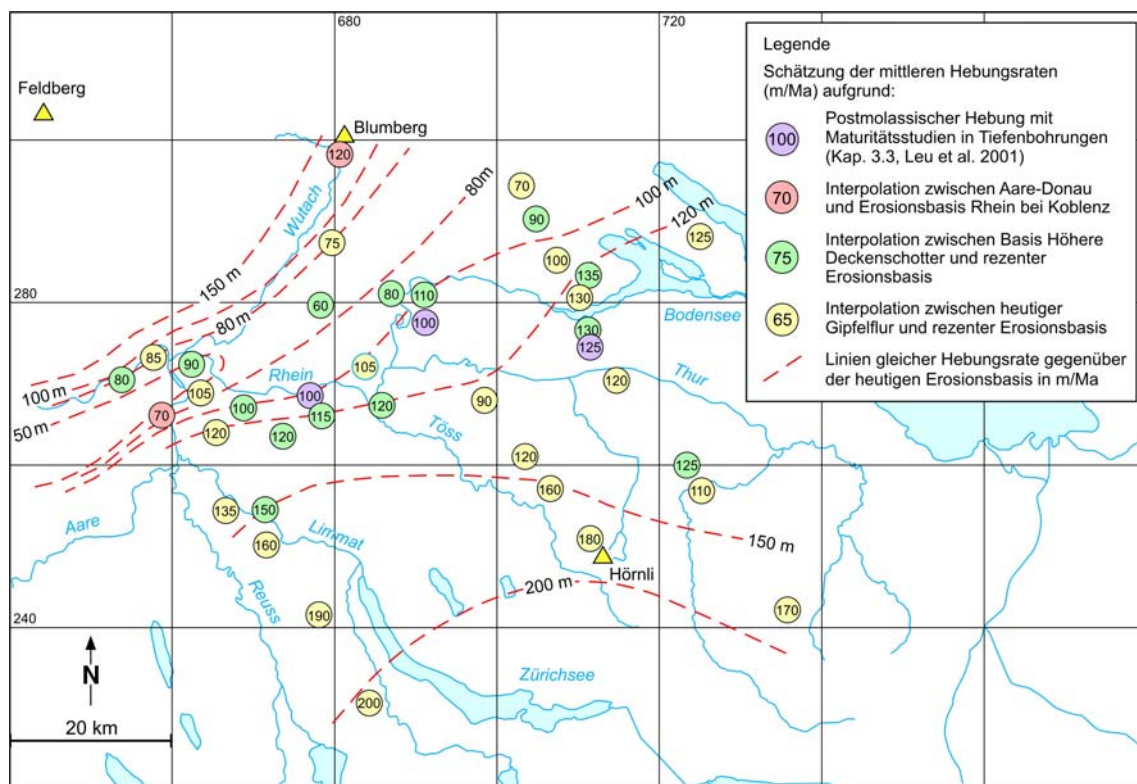 680
720
Feldberg
Blumberg
120
Wutach
75
150 m
80 m
100 m
50 m
280
240
80 m
100 m
120 m
70
90
100
125
135
130
130
125
Bodensee
60
80
110
100
85
80
90
105
70
Rhein
100
100
115
120
120
105
120
90
120
Thur
Töss
120
160
125
110
135
150
160
Aare
Limmat
Reuss
180
Hörnli
150 m
200 m
170
190
200
Zürichsee
N
20 km
Legende
Schätzung der mittleren Hebungsraten
(m/Ma) aufgrund:
100
Postmolassischer Hebung mit
Maturitätsstudien in Tiefenbohrungen
(Kap. 3.3, Leu et al. 2001)
70
Interpolation zwischen Aare-Donau
und Erosionsbasis Rhein bei Koblenz
75
Interpolation zwischen Basis Höhere
Deckenschotter und rezenter
Erosionsbasis
65
Interpolation zwischen heutiger
Gipfelflur und rezenter Erosionsbasis
Linien gleicher Hebungsrate gegenüber
der heutigen Erosionsbasis in m/Ma